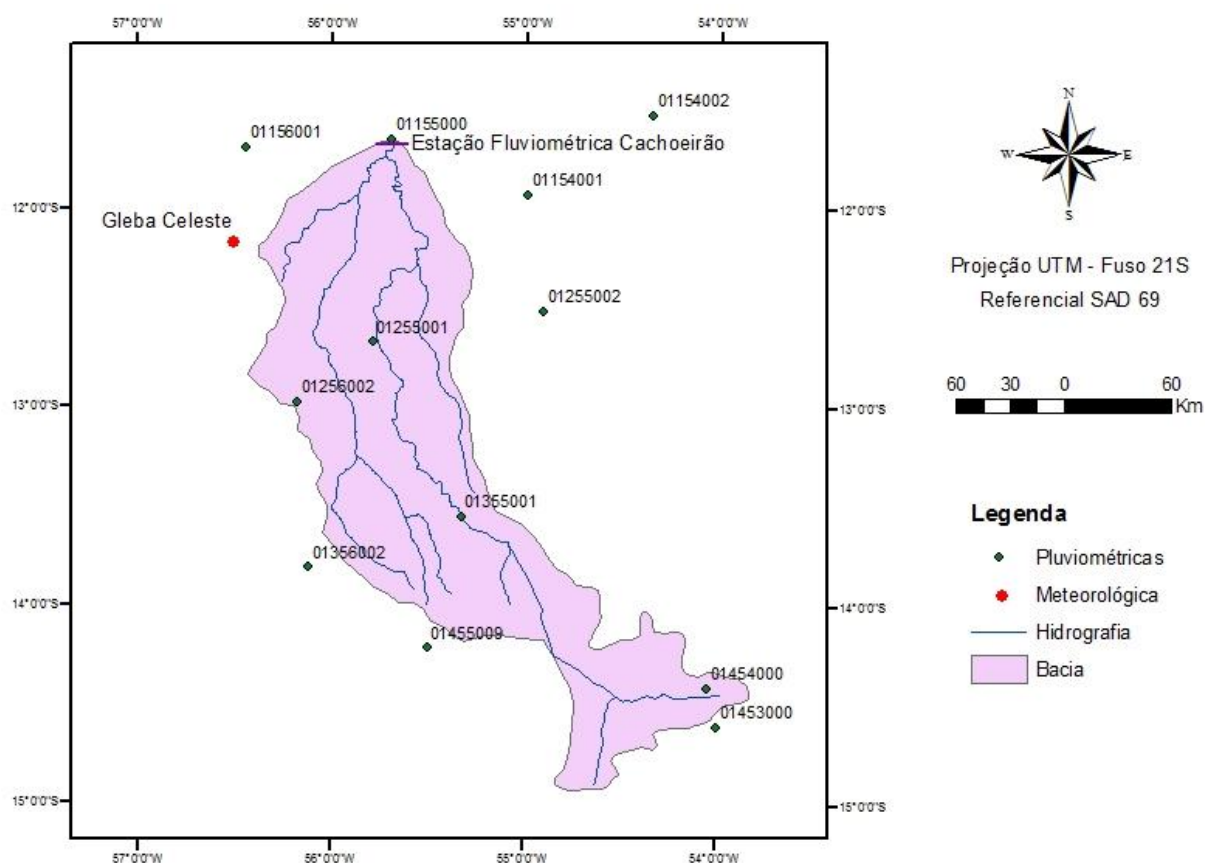 57°0'0"W 56°0'0"W 55°0'0"W 54°0'0"W
01154002
01155000
01156001
Estação Fluviométrica Cachoeirão
01154001
12°0'0"S 12°0'0"S
Gleba Celeste
01255002
01255001
01256002
13°0'0"S 13°0'0"S
01355001
01356002
14°0'0"S 14°0'0"S
01455009
01454000
01453000
15°0'0"S 15°0'0"S
57°0'0"W 56°0'0"W 55°0'0"W 54°0'0"W
N
W E
S
Projeção UTM - Fuso 21S
Referencial SAD 69
60 30 0 60
Km
Legenda
Pluviométricas
Meteorológica
Hidrografia
Bacia